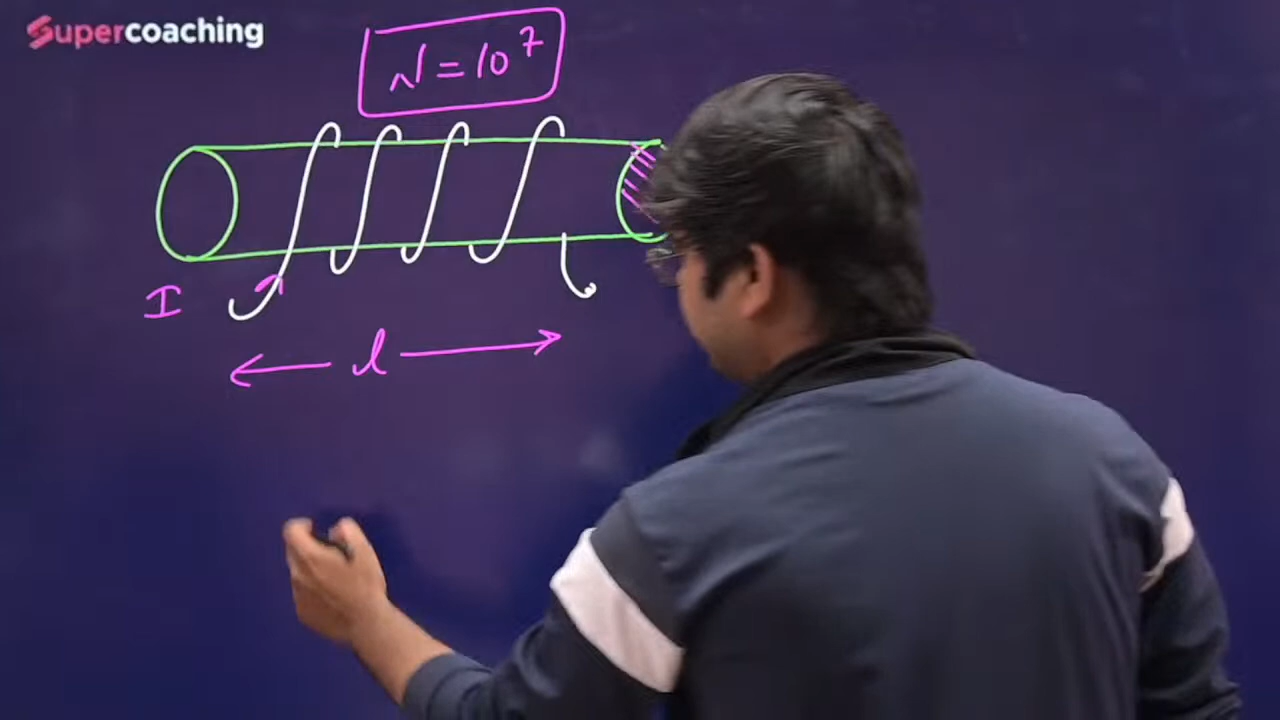 Supercoaching
N = 10⁷
I
l